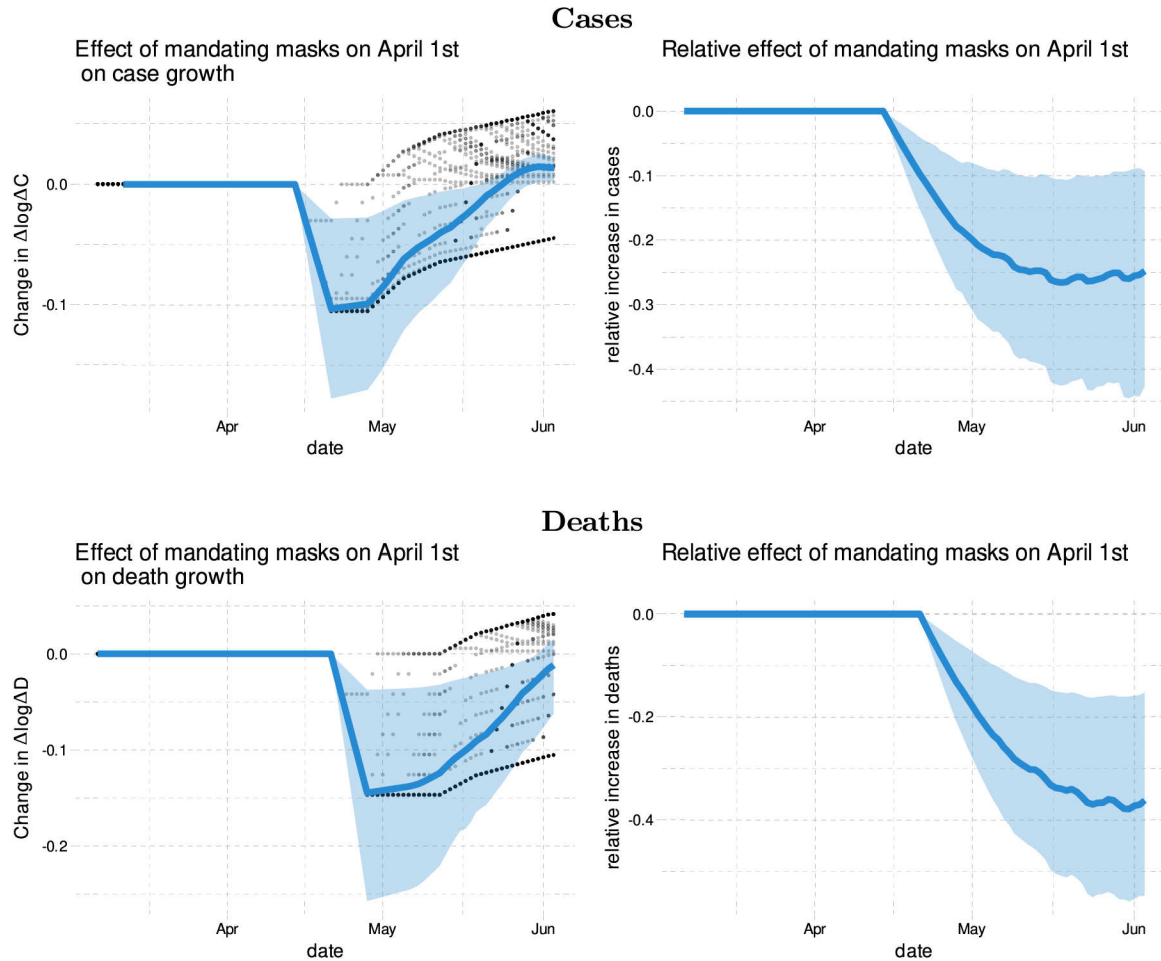 Cases
Effect of mandating masks on April 1st
on case growth
Change in ΔlogΔC
0.0
-0.1
Apr
May
Jun
date
Relative effect of mandating masks on April 1st
relative increase in cases
0.0
-0.1
-0.2
-0.3
-0.4
Apr
May
Jun
date
Deaths
Effect of mandating masks on April 1st
on death growth
Change in ΔlogΔD
0.0
-0.1
-0.2
Apr
May
Jun
date
Relative effect of mandating masks on April 1st
relative increase in deaths
0.0
-0.2
-0.4
Apr
May
Jun
date